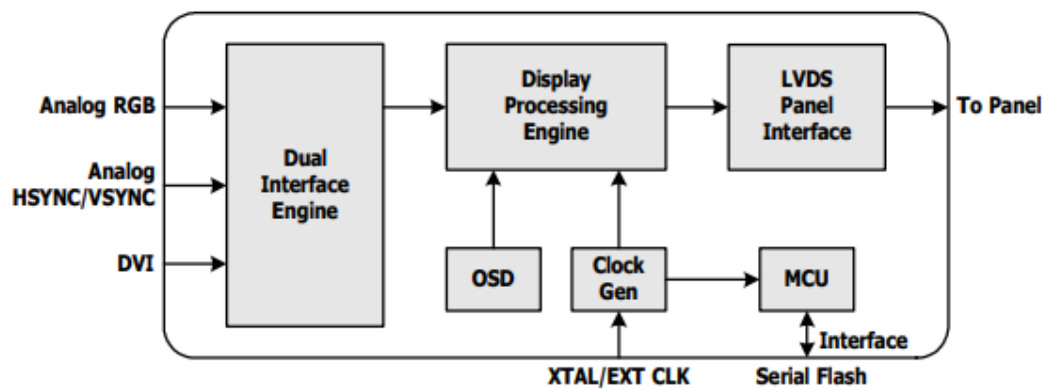 Analog RGB
Analog
HSYNC/VSYNC
DVI
Dual
Interface
Engine
Display
Processing
Engine
LVDS
Panel
Interface
To Panel
OSD
Clock
Gen
MCU
Interface
XTAL/EXT CLK
Serial Flash